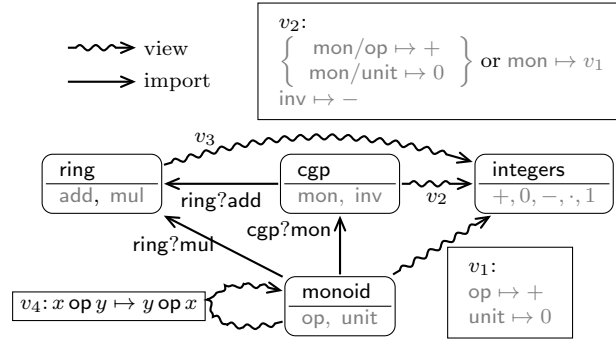 v₂:
{ mon/op ↦ +
mon/unit ↦ 0 } or mon ↦ v₁
inv ↦ −
view
import
v₃
ring
add, mul
cgp
mon, inv
integers
+, 0, −, ·, 1
ring?add
v₂
ring?mul
cgp?mon
v₁:
op ↦ +
unit ↦ 0
monoid
op, unit
v₄: x op y ↦ y op x